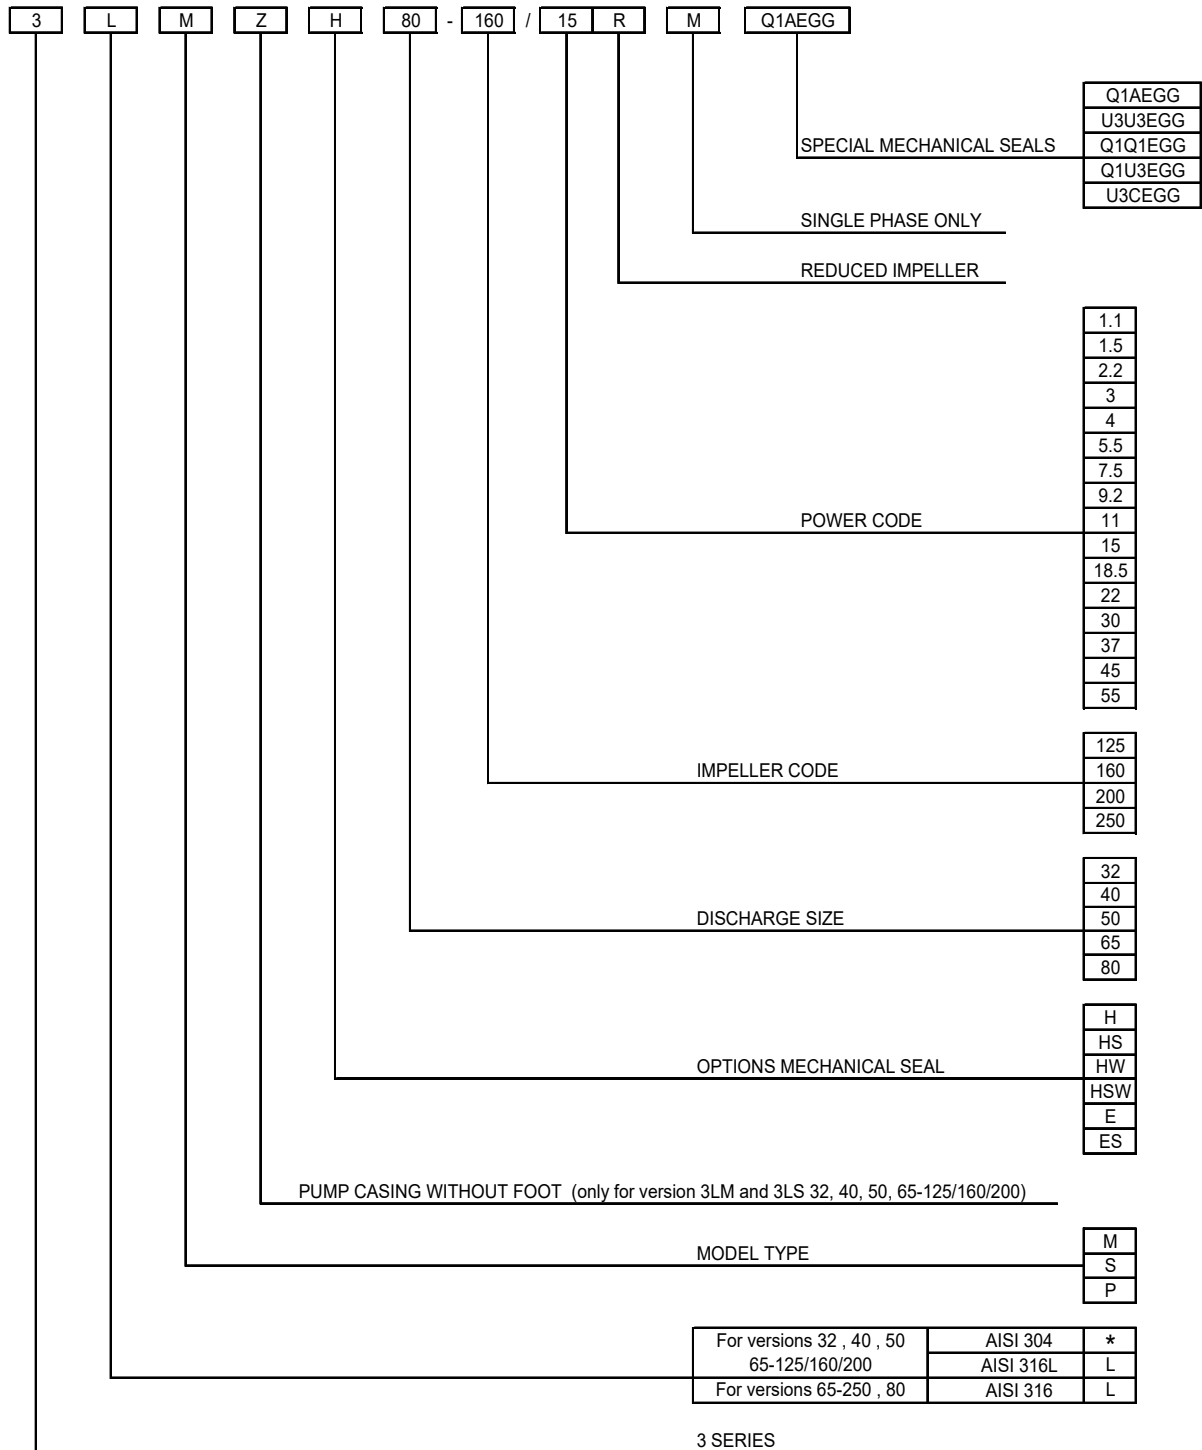 3 L M Z H 80 - 160 / 15 R M Q1AEGG
Q1AEGG
U3U3EGG
SPECIAL MECHANICAL SEALS Q1Q1EGG
Q1U3EGG
U3CEGG
SINGLE PHASE ONLY
REDUCED IMPELLER
1.1
1.5
2.2
3
4
5.5
7.5
9.2
POWER CODE 11
15
18.5
22
30
37
45
55
125
IMPELLER CODE 160
200
250
32
40
DISCHARGE SIZE 50
65
80
H
HS
OPTIONS MECHANICAL SEAL HW
HSW
E
ES
PUMP CASING WITHOUT FOOT (only for version 3LM and 3LS 32, 40, 50, 65-125/160/200)
M
MODEL TYPE S
P
For versions 32 , 40 , 50 AISI 304 *
65-125/160/200 AISI 316L L
For versions 65-250 , 80 AISI 316 L
3 SERIES